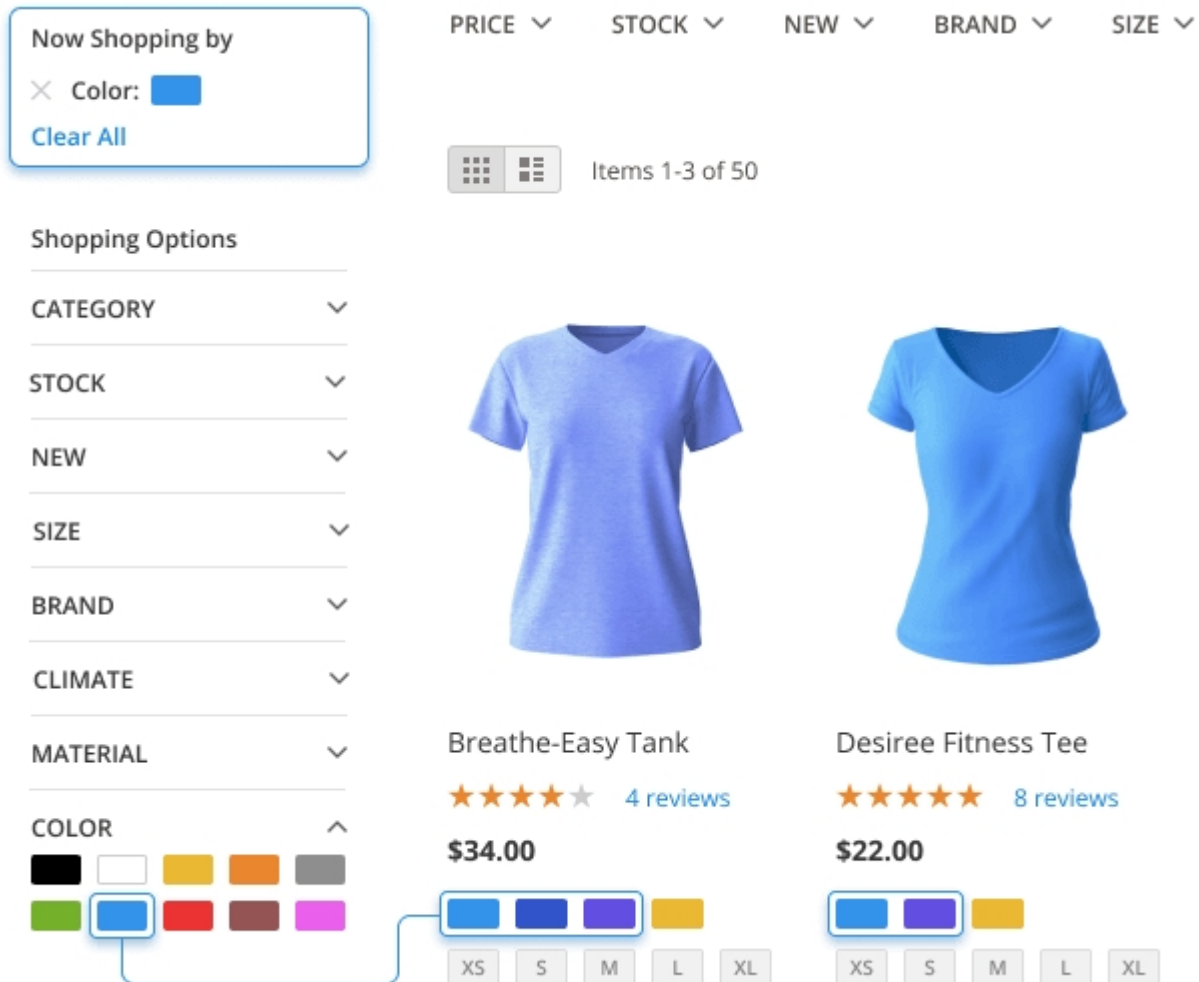 Now Shopping by
Color:
Clear All
PRICE STOCK NEW BRAND SIZE
Items 1-3 of 50
Shopping Options
CATEGORY
STOCK
NEW
SIZE
BRAND
CLIMATE
MATERIAL
COLOR
Breathe-Easy Tank
4 reviews
$34.00
XS S M L XL
Desiree Fitness Tee
8 reviews
$22.00
XS S M L XL